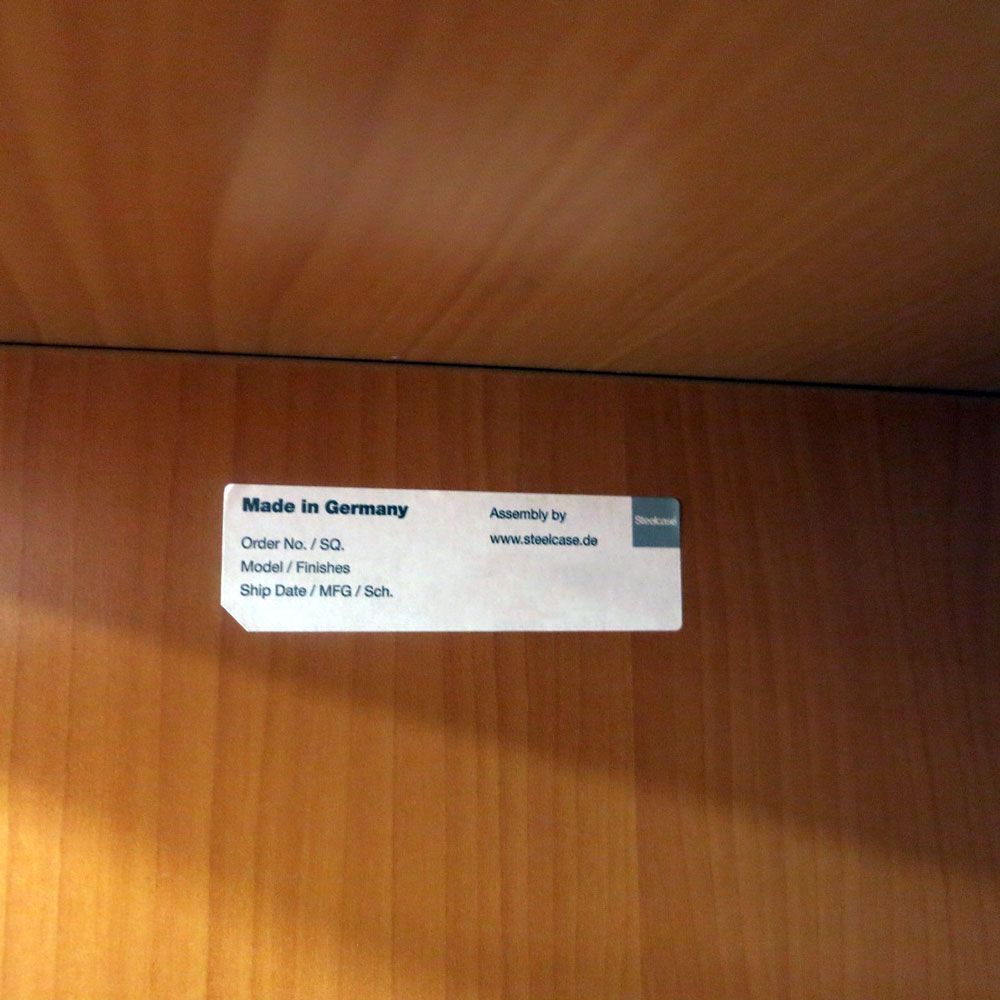 Made in Germany
Order No. / SQ.
Model / Finishes
Ship Date / MFG / Sch.
Assembly by
www.steelcase.de
Steelcase